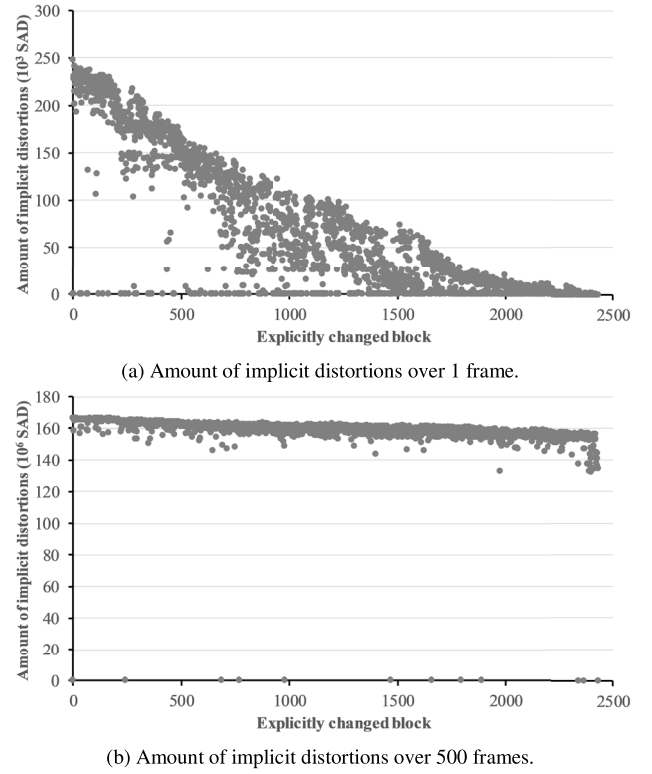 300
250
200
150
100
50
0
Amount of implicit distortions (10³ SAD)
0 500 1000 1500 2000 2500
Explicitly changed block
(a) Amount of implicit distortions over 1 frame.
180
160
140
120
100
80
60
40
20
0
Amount of implicit distortions (10⁶ SAD)
0 500 1000 1500 2000 2500
Explicitly changed block
(b) Amount of implicit distortions over 500 frames.